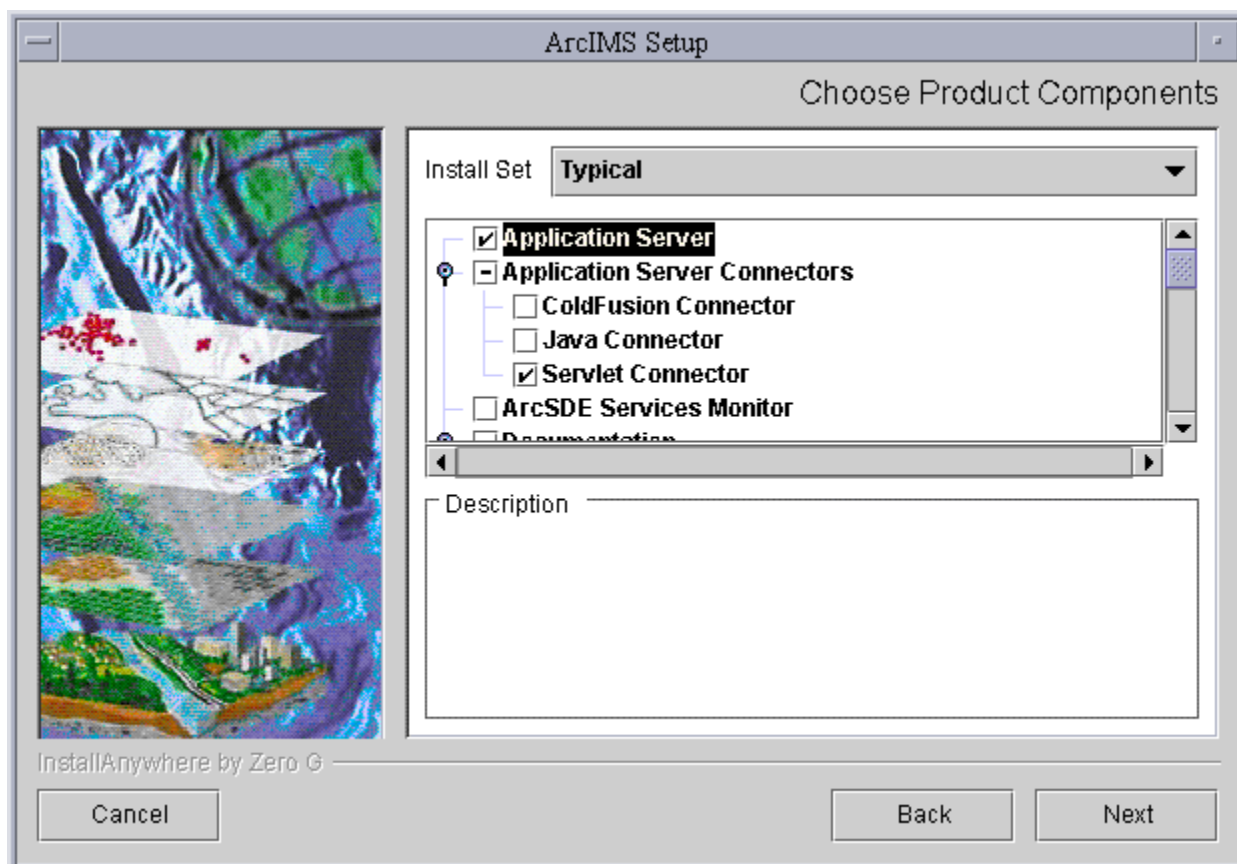 ArcIMS Setup
Choose Product Components
Install Set Typical
Application Server
Application Server Connectors
ColdFusion Connector
Java Connector
Servlet Connector
ArcSDE Services Monitor
Documentation
Description
InstallAnywhere by Zero G
Cancel Back Next